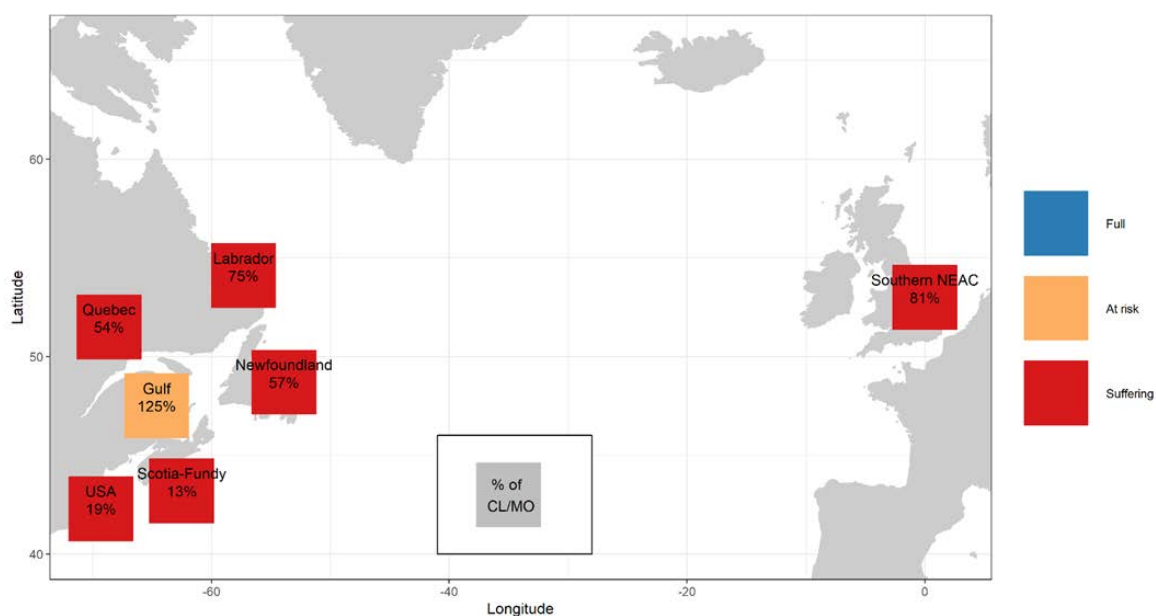 60
50
40
Latitude
-60
-40
-20
0
Longitude
Labrador
75%
Quebec
54%
Newfoundland
57%
Gulf
125%
Scotia-Fundy
13%
USA
19%
Southern NEAC
81%
% of
CL/MO
Full
At risk
Suffering